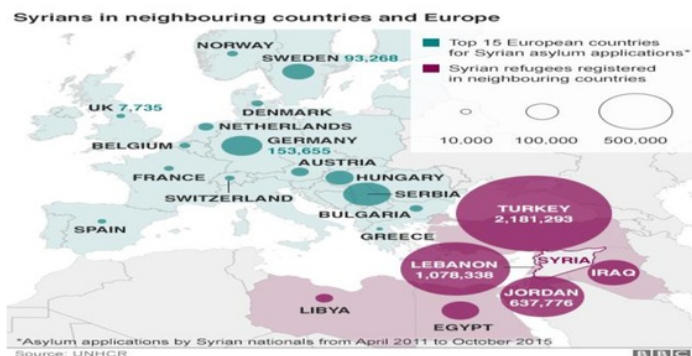 Syrians in neighbouring countries and Europe
Top 15 European countries
for Syrian asylum applications*
Syrian refugees registered
in neighbouring countries
10,000 100,000 500,000
NORWAY
SWEDEN 93,268
UK 7,735
DENMARK
NETHERLANDS
BELGIUM
GERMANY
153,655
AUSTRIA
FRANCE
HUNGARY
SWITZERLAND
SERBIA
BULGARIA
SPAIN
GREECE
TURKEY
2,181,293
LEBANON
1,078,338
SYRIA
IRAQ
JORDAN
637,776
LIBYA
EGYPT
*Asylum applications by Syrian nationals from April 2011 to October 2015
Source: UNHCR
BBC